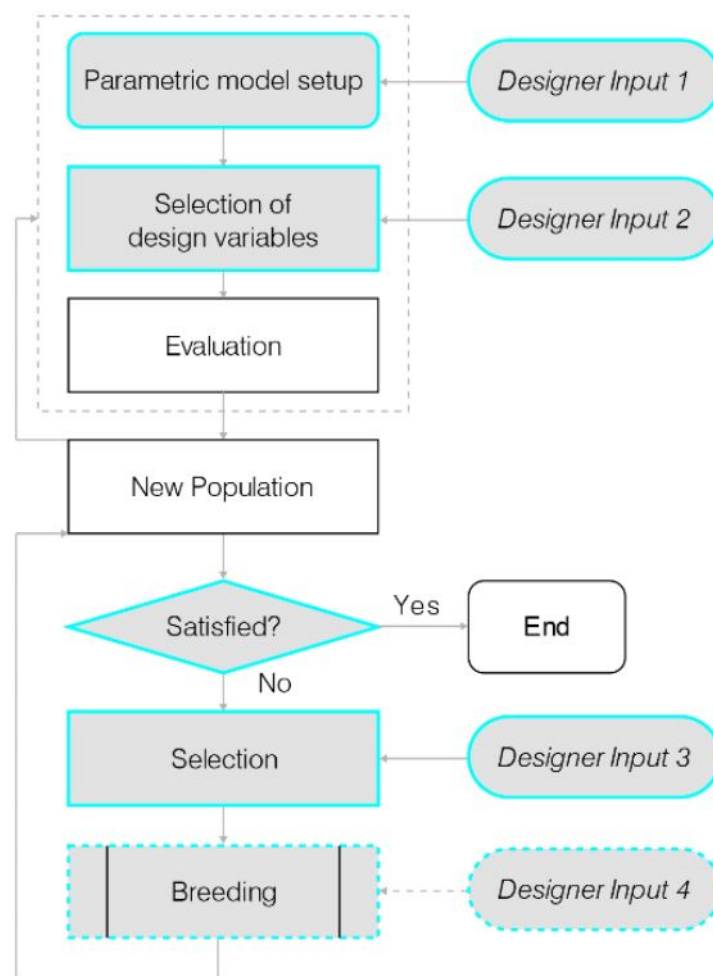 Parametric model setup
Designer Input 1
Selection of
design variables
Designer Input 2
Evaluation
New Population
Satisfied?
Yes
End
No
Selection
Designer Input 3
Breeding
Designer Input 4